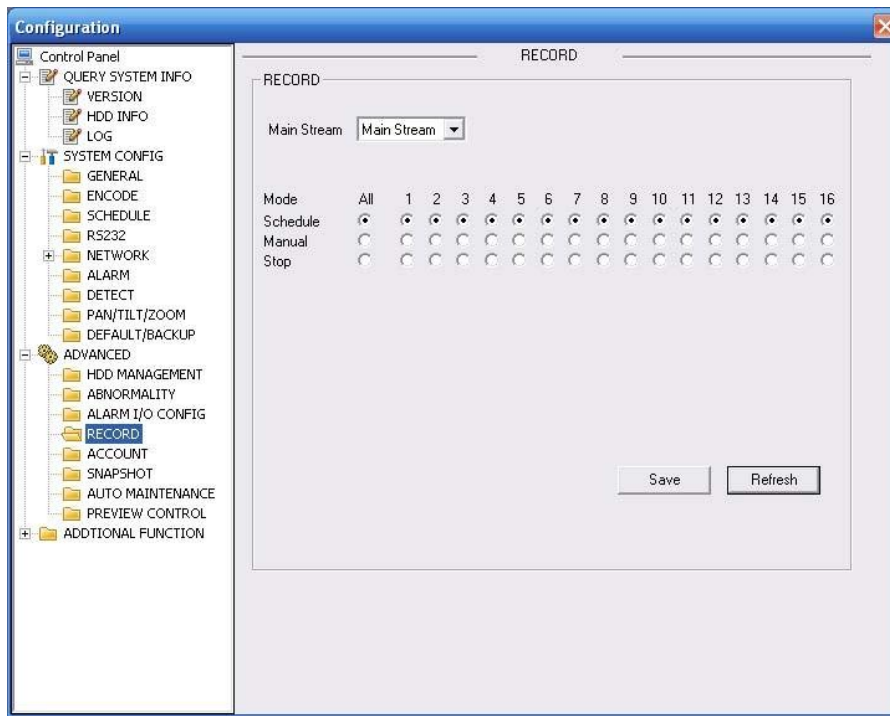 Configuration
Control Panel
QUERY SYSTEM INFO
VERSION
HDD INFO
LOG
SYSTEM CONFIG
GENERAL
ENCODE
SCHEDULE
RS232
NETWORK
ALARM
DETECT
PAN/TILT/ZOOM
DEFAULT/BACKUP
ADVANCED
HDD MANAGEMENT
ABNORMALITY
ALARM I/O CONFIG
RECORD
ACCOUNT
SNAPSHOT
AUTO MAINTENANCE
PREVIEW CONTROL
ADDTIONAL FUNCTION
RECORD
RECORD
Main Stream Main Stream
Mode All 1 2 3 4 5 6 7 8 9 10 11 12 13 14 15 16
Schedule
Manual
Stop
Save Refresh